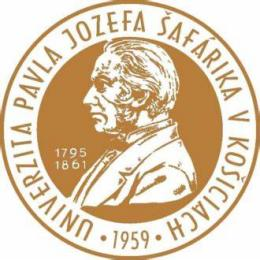 UNIVERZITA PAVLA JOZEFA ŠAFÁRIKA V KOŠICIACH
1795
1861
· 1959 ·